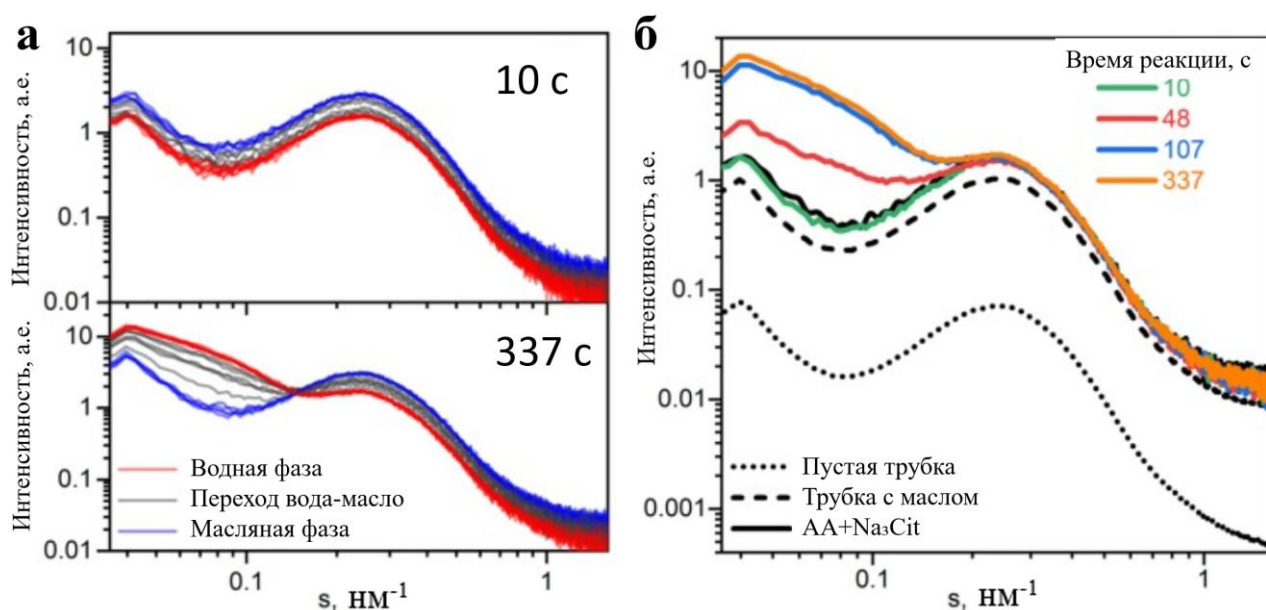 а
10
1
0.1
0.01
10 с
Интенсивность, а.е.
10
1
0.1
0.01
337 с
Интенсивность, а.е.
Водная фаза
Переход вода-масло
Масляная фаза
0.1
1
s, нм⁻¹
б
10
1
0.1
0.01
0.001
Интенсивность, а.е.
Время реакции, с
10
48
107
337
Пустая трубка
Трубка с маслом
AA+Na₃Cit
0.1
1
s, нм⁻¹